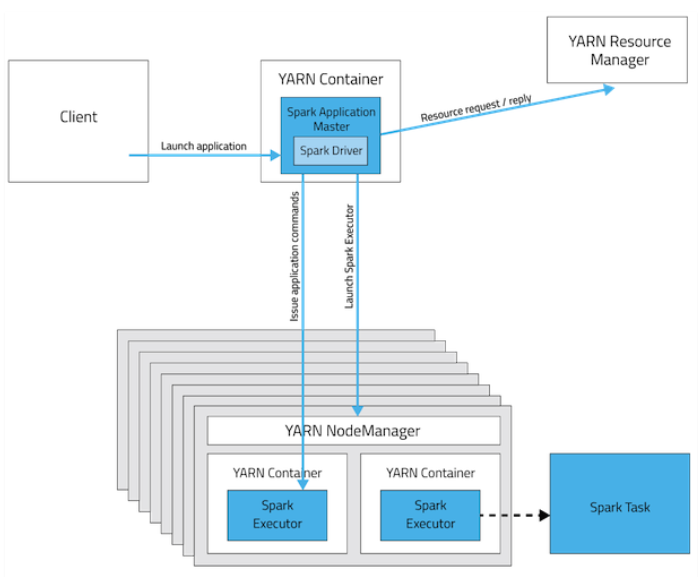 YARN Resource
Manager
YARN Container
Client
Spark Application
Master
Resource request / reply
Launch application
Spark Driver
Issue application commands
Launch Spark Executor
YARN NodeManager
YARN Container
YARN Container
Spark
Executor
Spark
Executor
Spark Task